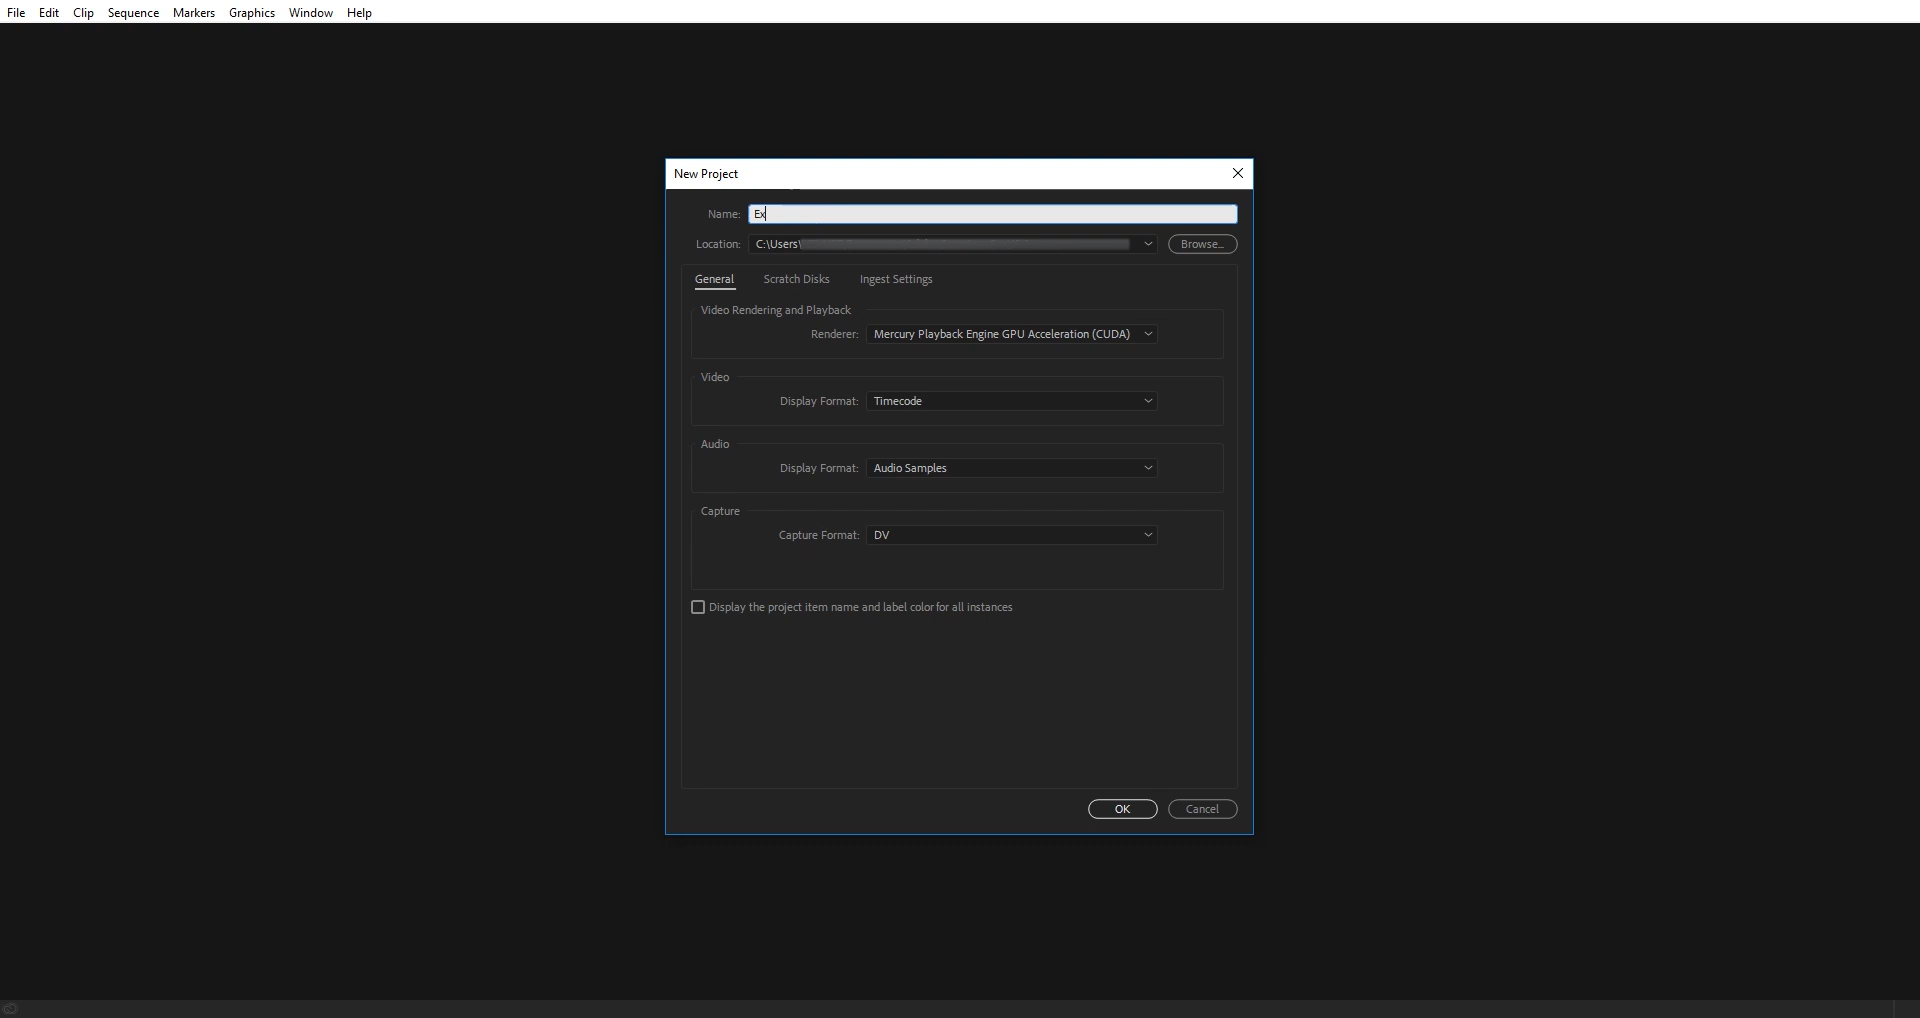 File Edit Clip Sequence Markers Graphics Window Help
New Project
Name: Ex
Location: C:\Users\ Browse...
General Scratch Disks Ingest Settings
Video Rendering and Playback
Renderer: Mercury Playback Engine GPU Acceleration (CUDA)
Video
Display Format: Timecode
Audio
Display Format: Audio Samples
Capture
Capture Format: DV
Display the project item name and label color for all instances
OK Cancel